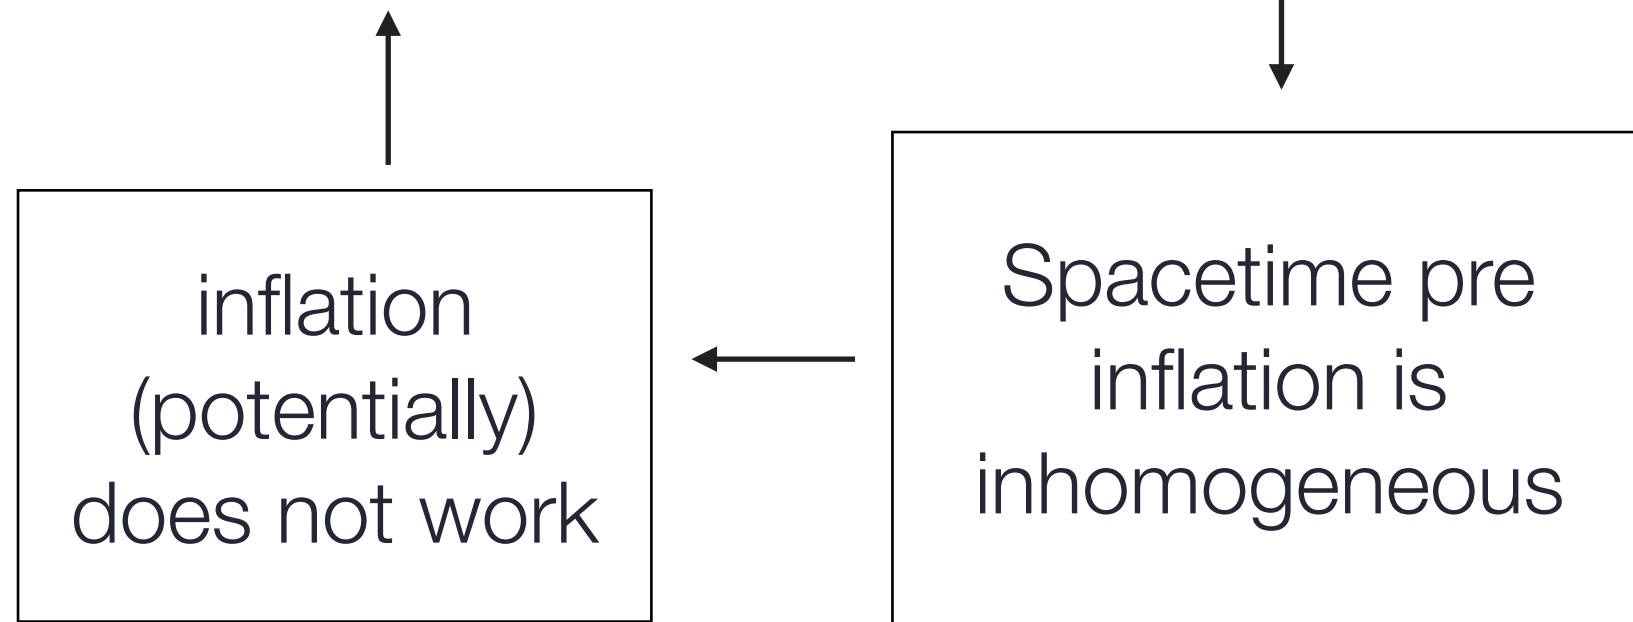 inflation
(potentially)
does not work
Spacetime pre
inflation is
inhomogeneous